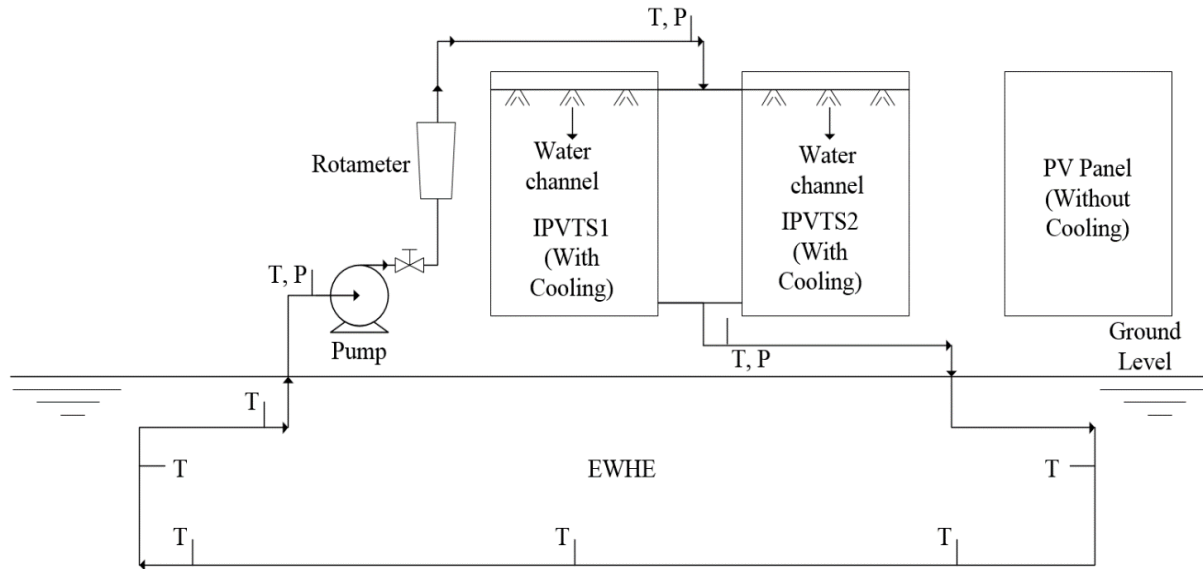 T, P
Rotameter
Water
channel
IPVTS1
(With
Cooling)
Water
channel
IPVTS2
(With
Cooling)
PV Panel
(Without
Cooling)
T, P
Pump
T, P
Ground
Level
T
T
EWHE
T
T
T
T